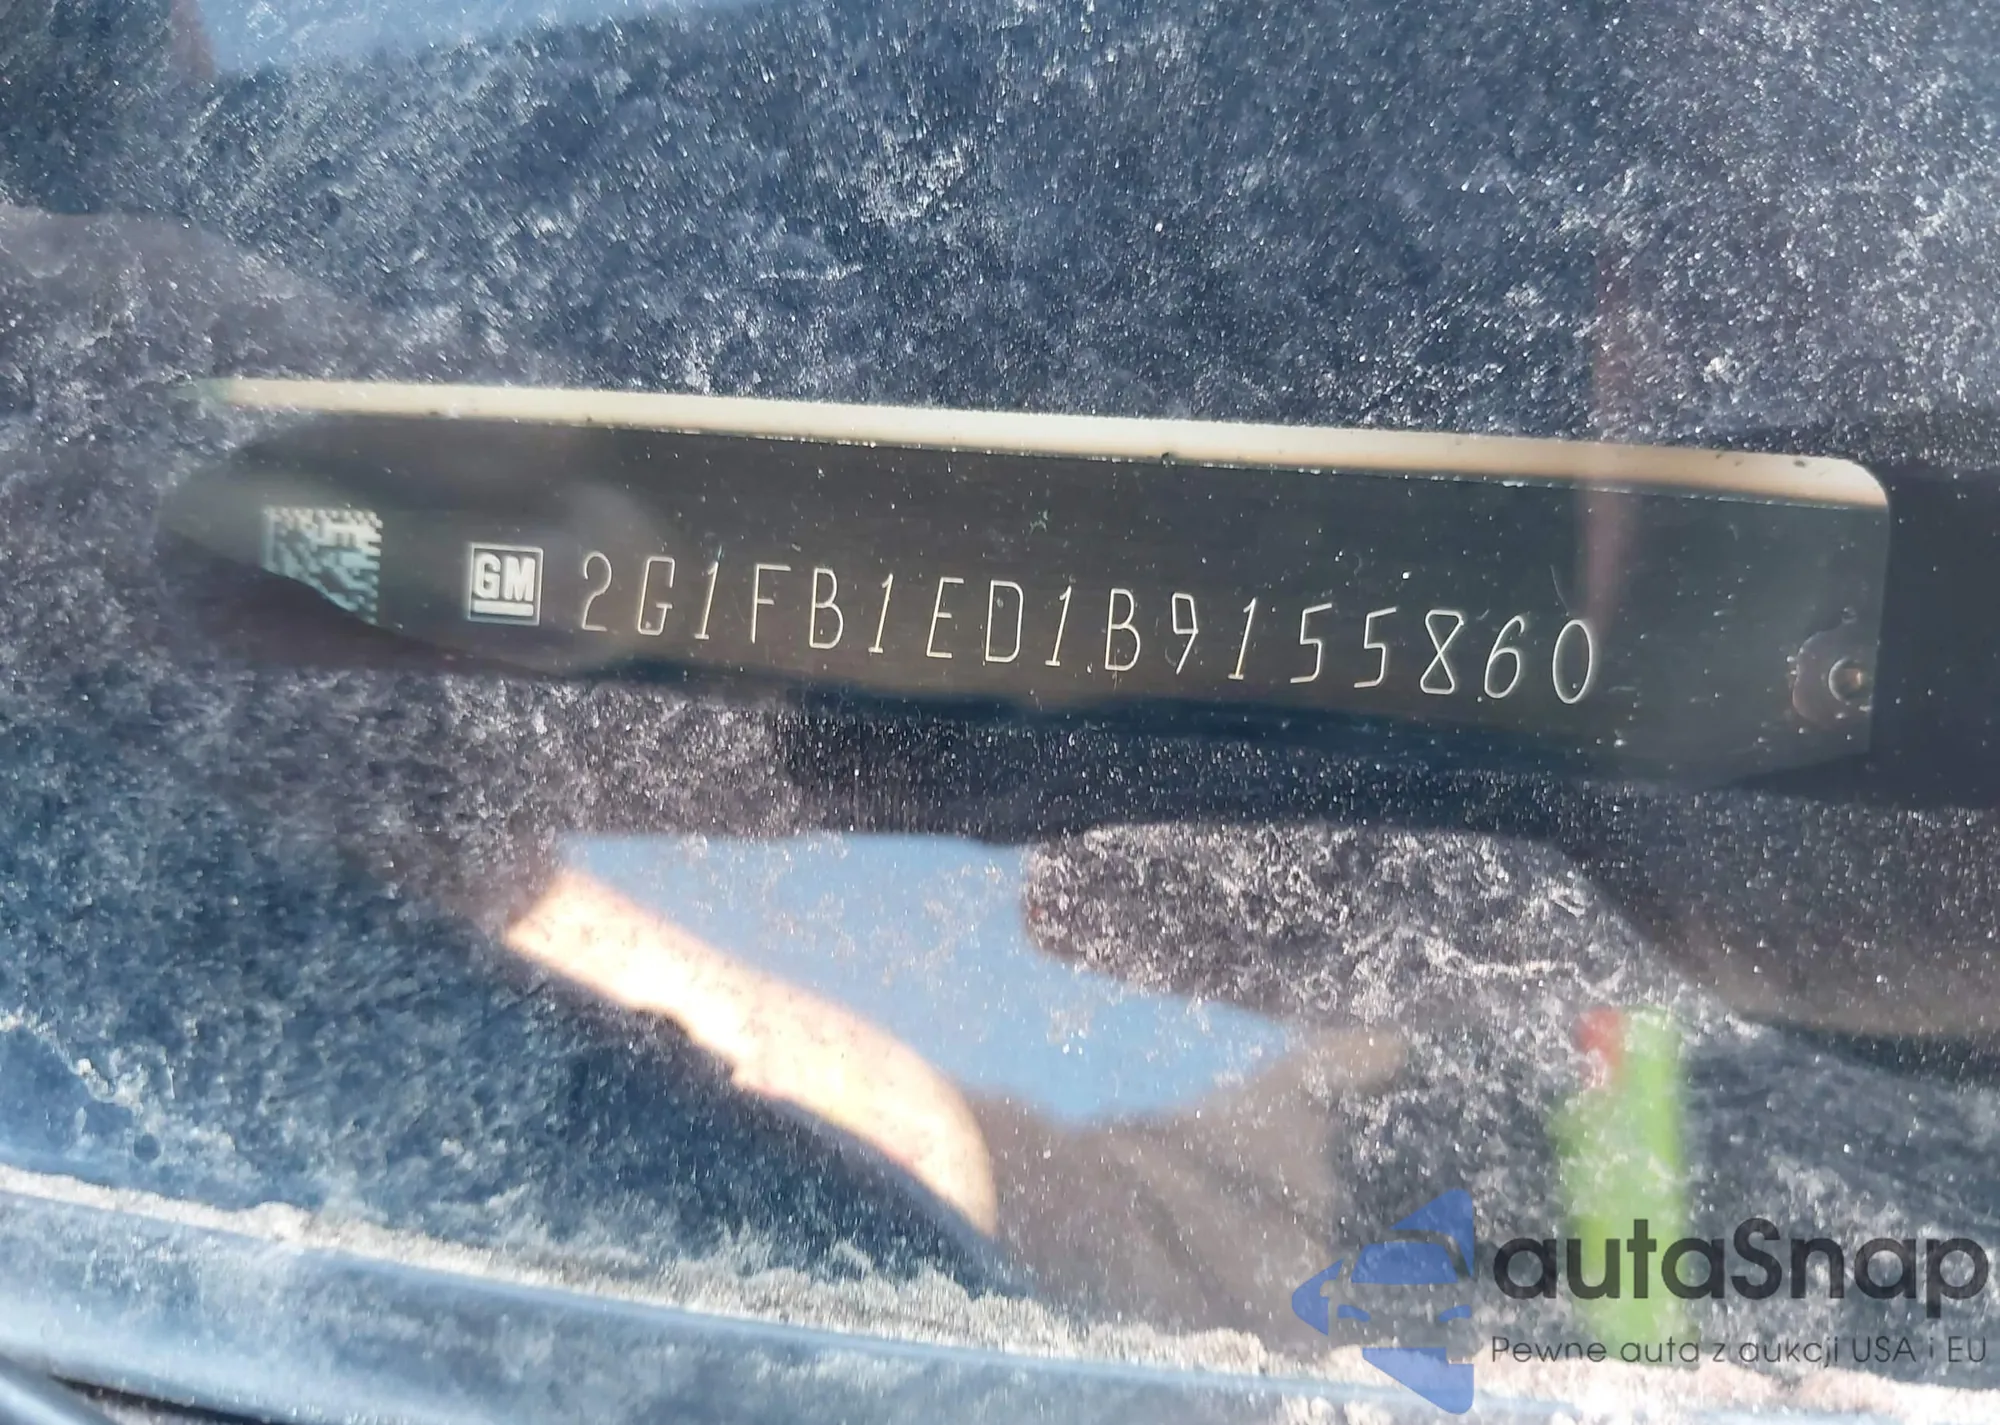 GM 2G1FB1ED1B9155860
autaSnap
Pewne auta z aukcji USA i EU